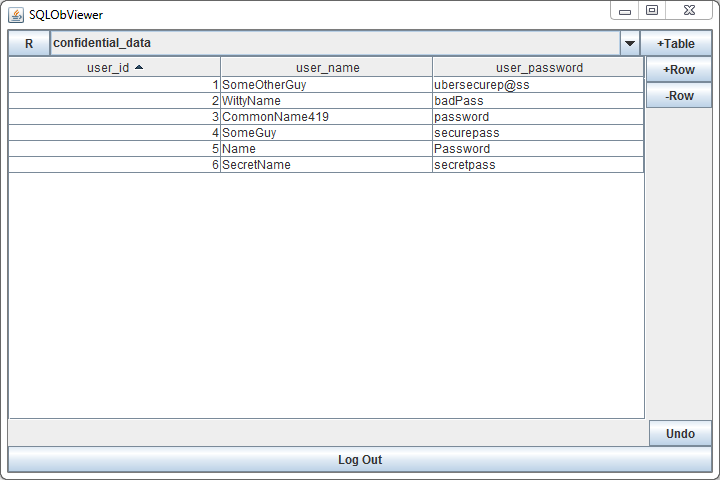 SQLObViewer
R confidential_data +Table
user_id user_name user_password +Row
1 SomeOtherGuy ubersecurep@ss
-Row
2 WittyName badPass
3 CommonName419 password
4 SomeGuy securepass
5 Name Password
6 SecretName secretpass
Undo
Log Out